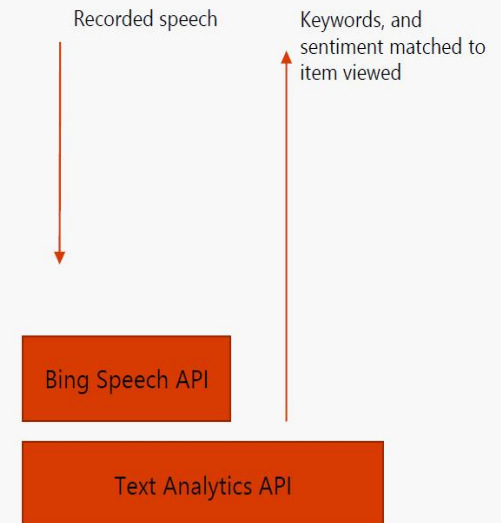 Recorded speech
Keywords, and
sentiment matched to
item viewed
Bing Speech API
Text Analytics API